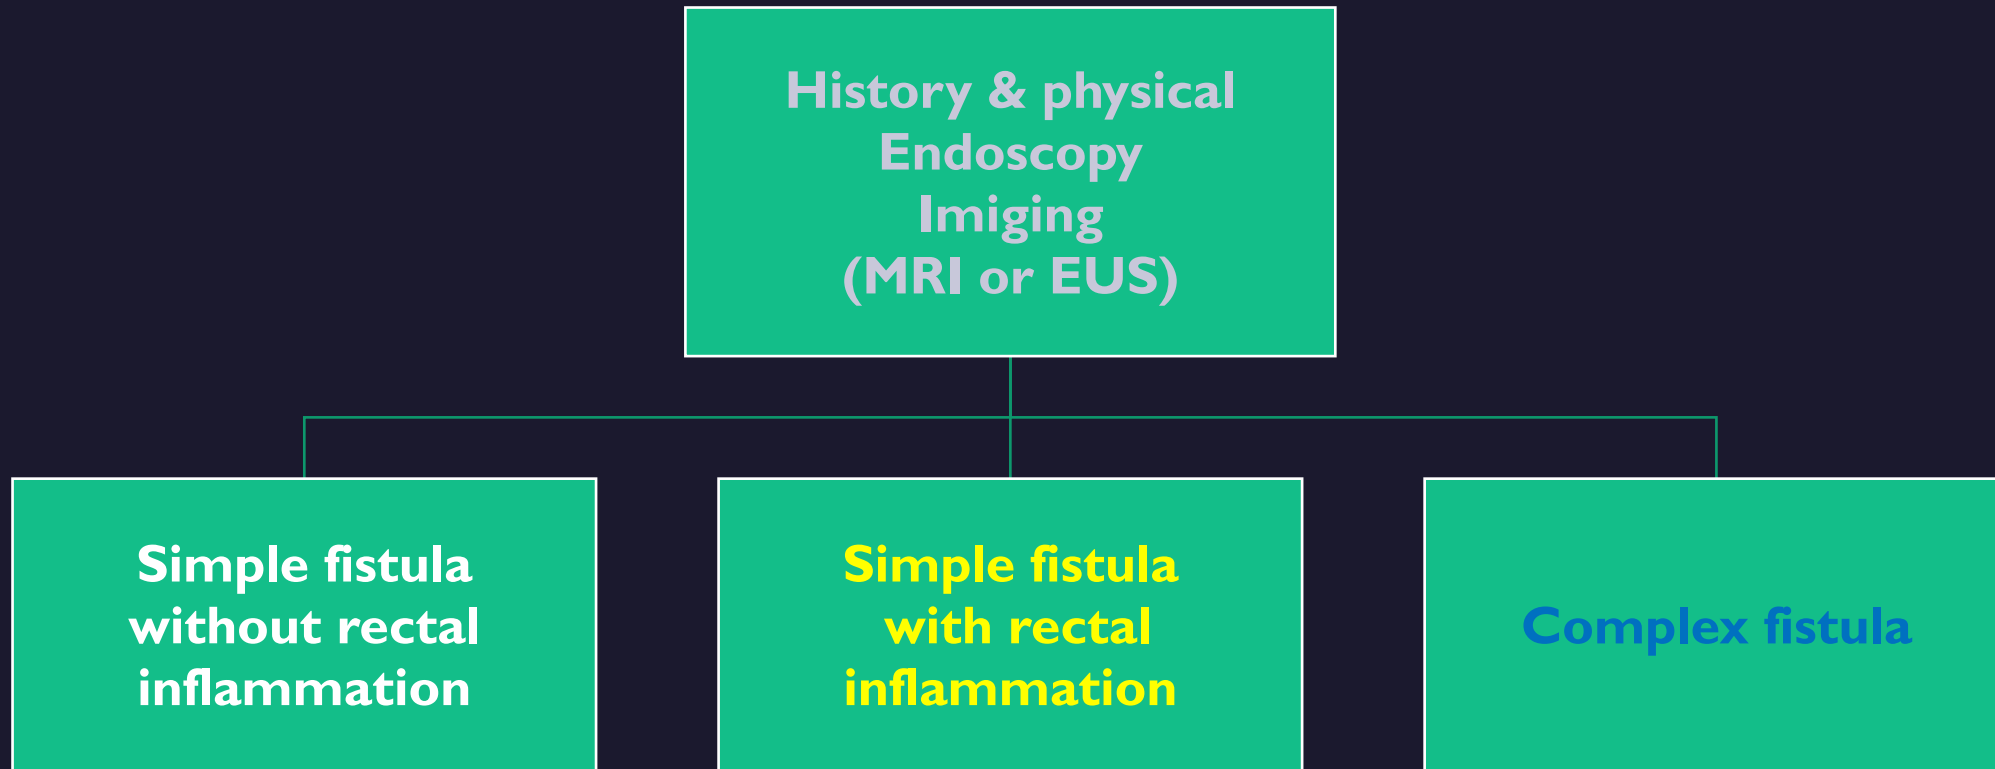 History & physical
Endoscopy
Imiging
(MRI or EUS)
Simple fistula
without rectal
inflammation
Simple fistula
with rectal
inflammation
Complex fistula